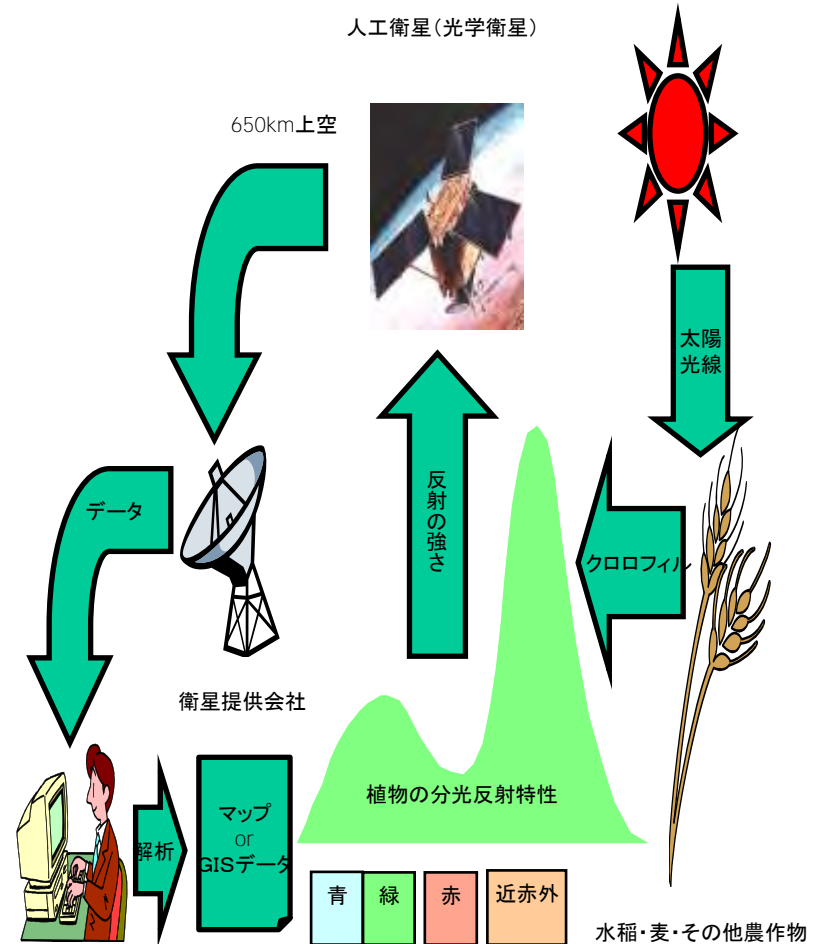 人工衛星(光学衛星)
650km上空
太陽
光線
反射の強さ
クロロフィル
データ
衛星提供会社
植物の分光反射特性
解析
マップ
or
GISデータ
青
緑
赤
近赤外
水稲・麦・その他農作物